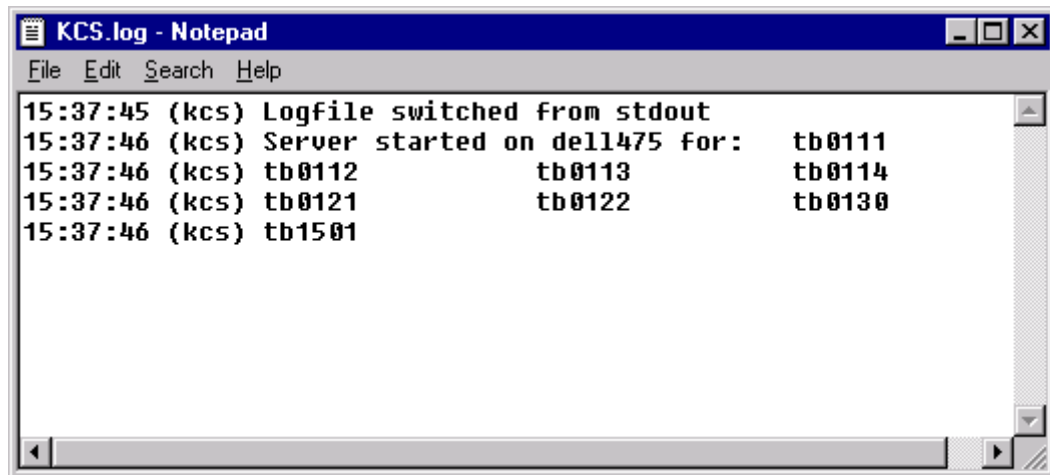 KCS.log - Notepad
File Edit Search Help
15:37:45 (kcs) Logfile switched from stdout
15:37:46 (kcs) Server started on dell475 for:   tb0111
15:37:46 (kcs) tb0112             tb0113              tb0114
15:37:46 (kcs) tb0121             tb0122              tb0130
15:37:46 (kcs) tb1501